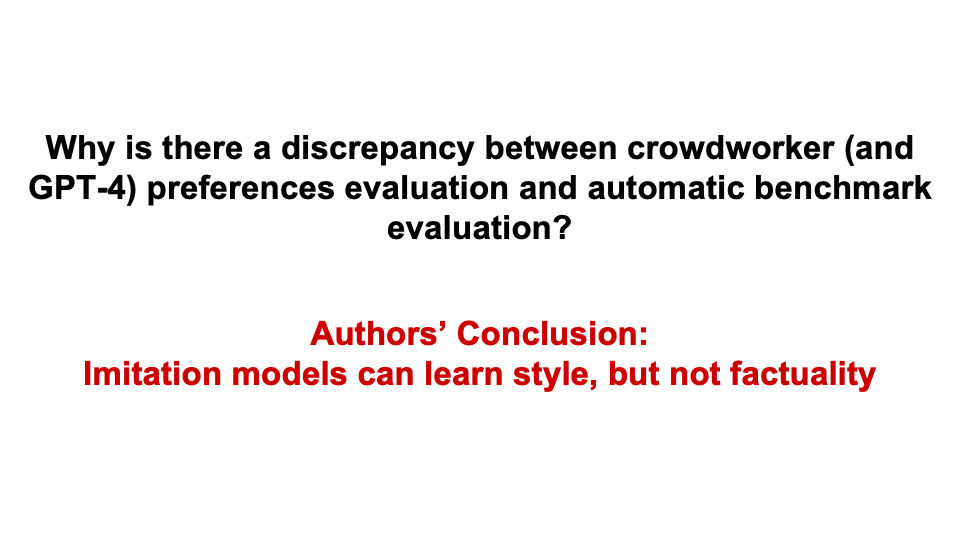 Why is there a discrepancy between crowdworker (and
GPT-4) preferences evaluation and automatic benchmark
evaluation?
Authors’ Conclusion:
Imitation models can learn style, but not factuality